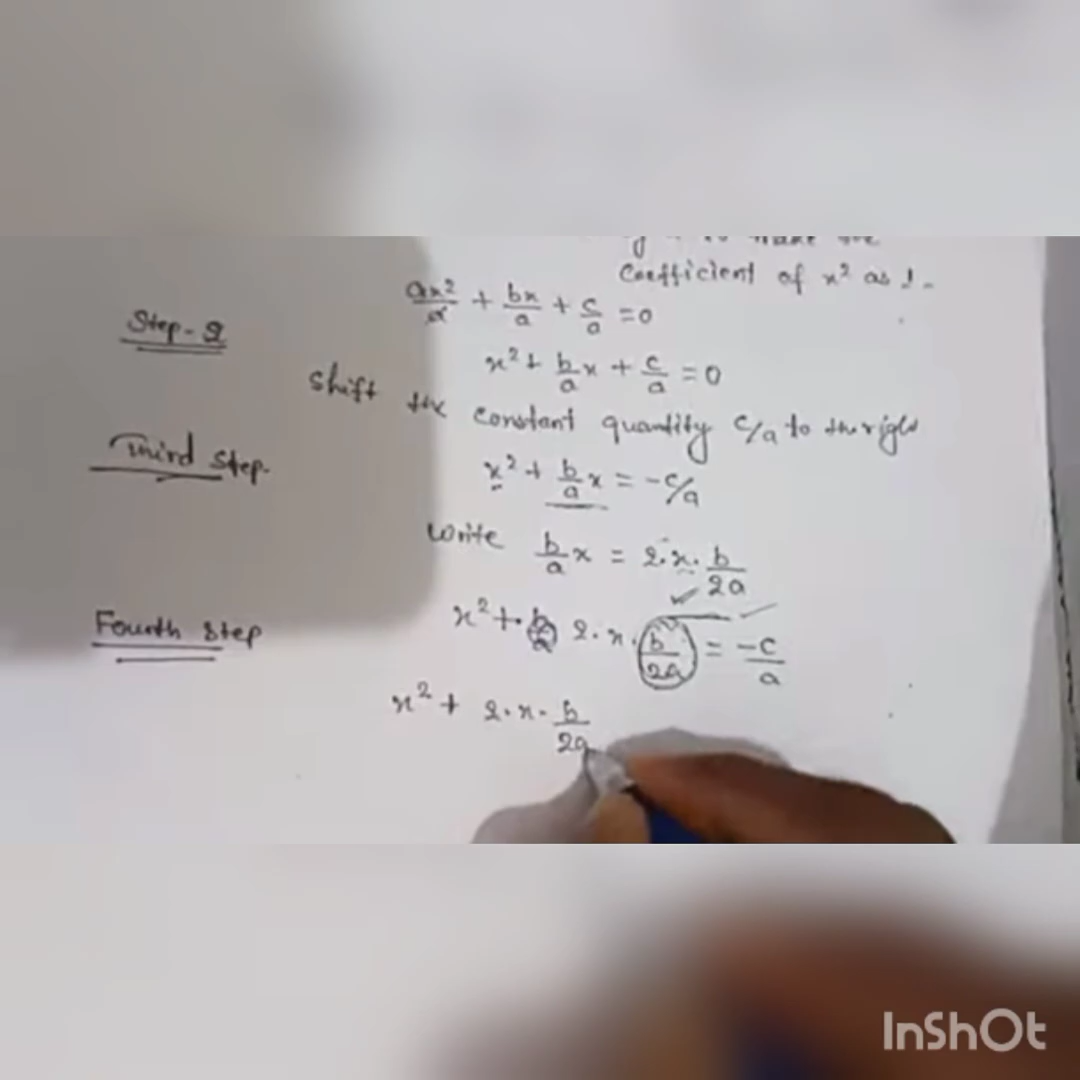 coefficient of x² as 1.
ax²/a + bx/a + c/a = 0
Step-2
x² + b/a x + c/a = 0
Shift the constant quantity c/a to the right
Third Step.
x² + b/a x = -c/a
Write b/a x = 2·x·b/2a
Fourth Step
x² + 2·x·b/2a = -c/a
x² + 2·x·b/2a
InShOt